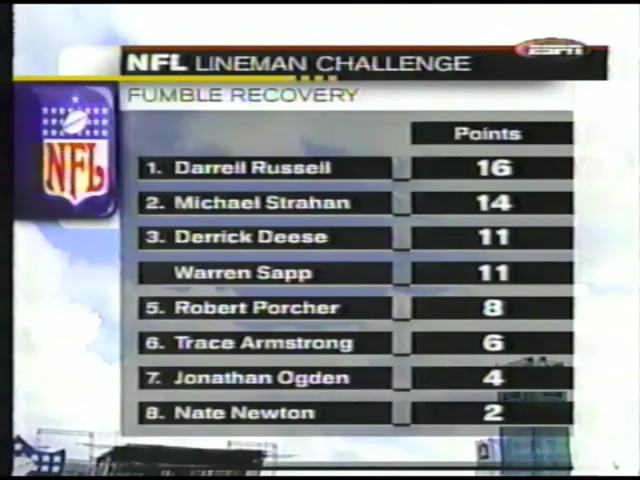 ESPN
NFL LINEMAN CHALLENGE
FUMBLE RECOVERY
NFL
Points
1. Darrell Russell 16
2. Michael Strahan 14
3. Derrick Deese 11
Warren Sapp 11
5. Robert Porcher 8
6. Trace Armstrong 6
7. Jonathan Ogden 4
8. Nate Newton 2